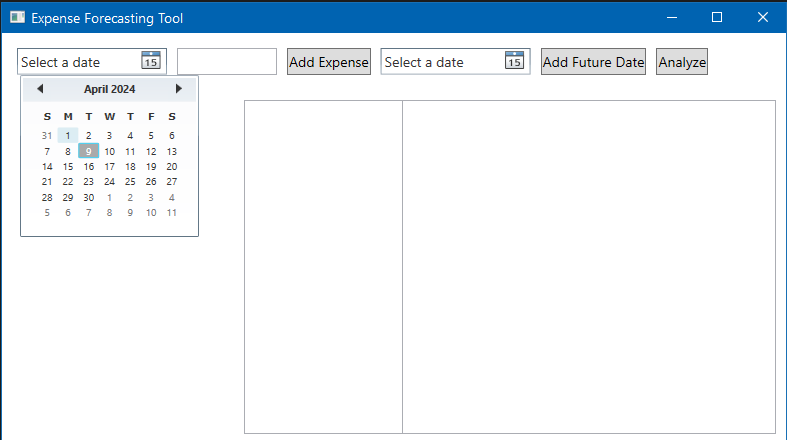 Expense Forecasting Tool
Select a date 15 Add Expense Select a date 15 Add Future Date Analyze
April 2024
S M T W T F S
31 1 2 3 4 5 6
7 8 9 10 11 12 13
14 15 16 17 18 19 20
21 22 23 24 25 26 27
28 29 30 1 2 3 4
5 6 7 8 9 10 11